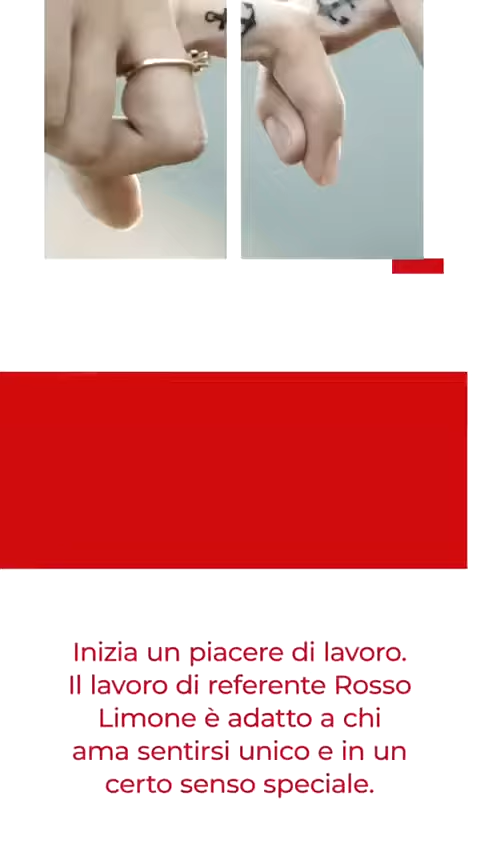 Inizia un piacere di lavoro.
Il lavoro di referente Rosso
Limone è adatto a chi
ama sentirsi unico e in un
certo senso speciale.